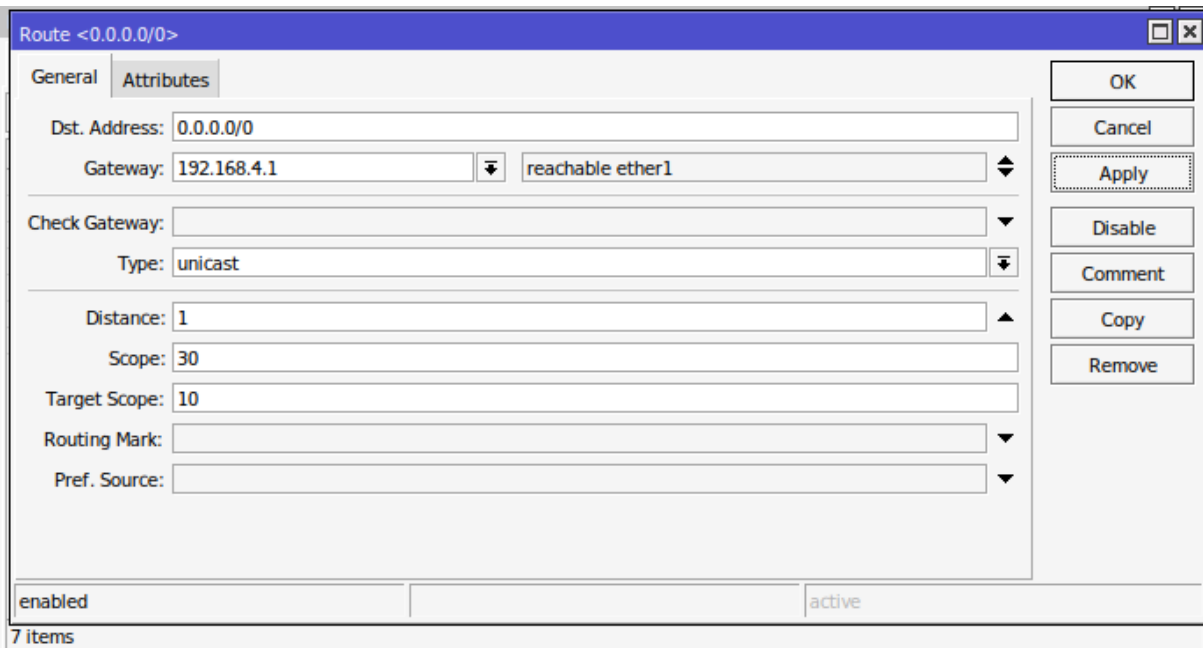 Route <0.0.0.0/0>
General Attributes
OK
Dst. Address: 0.0.0.0/0
Cancel
Gateway: 192.168.4.1 reachable ether1
Apply
Check Gateway:
Disable
Type: unicast
Comment
Distance: 1
Copy
Scope: 30
Remove
Target Scope: 10
Routing Mark:
Pref. Source:
enabled active
7 items